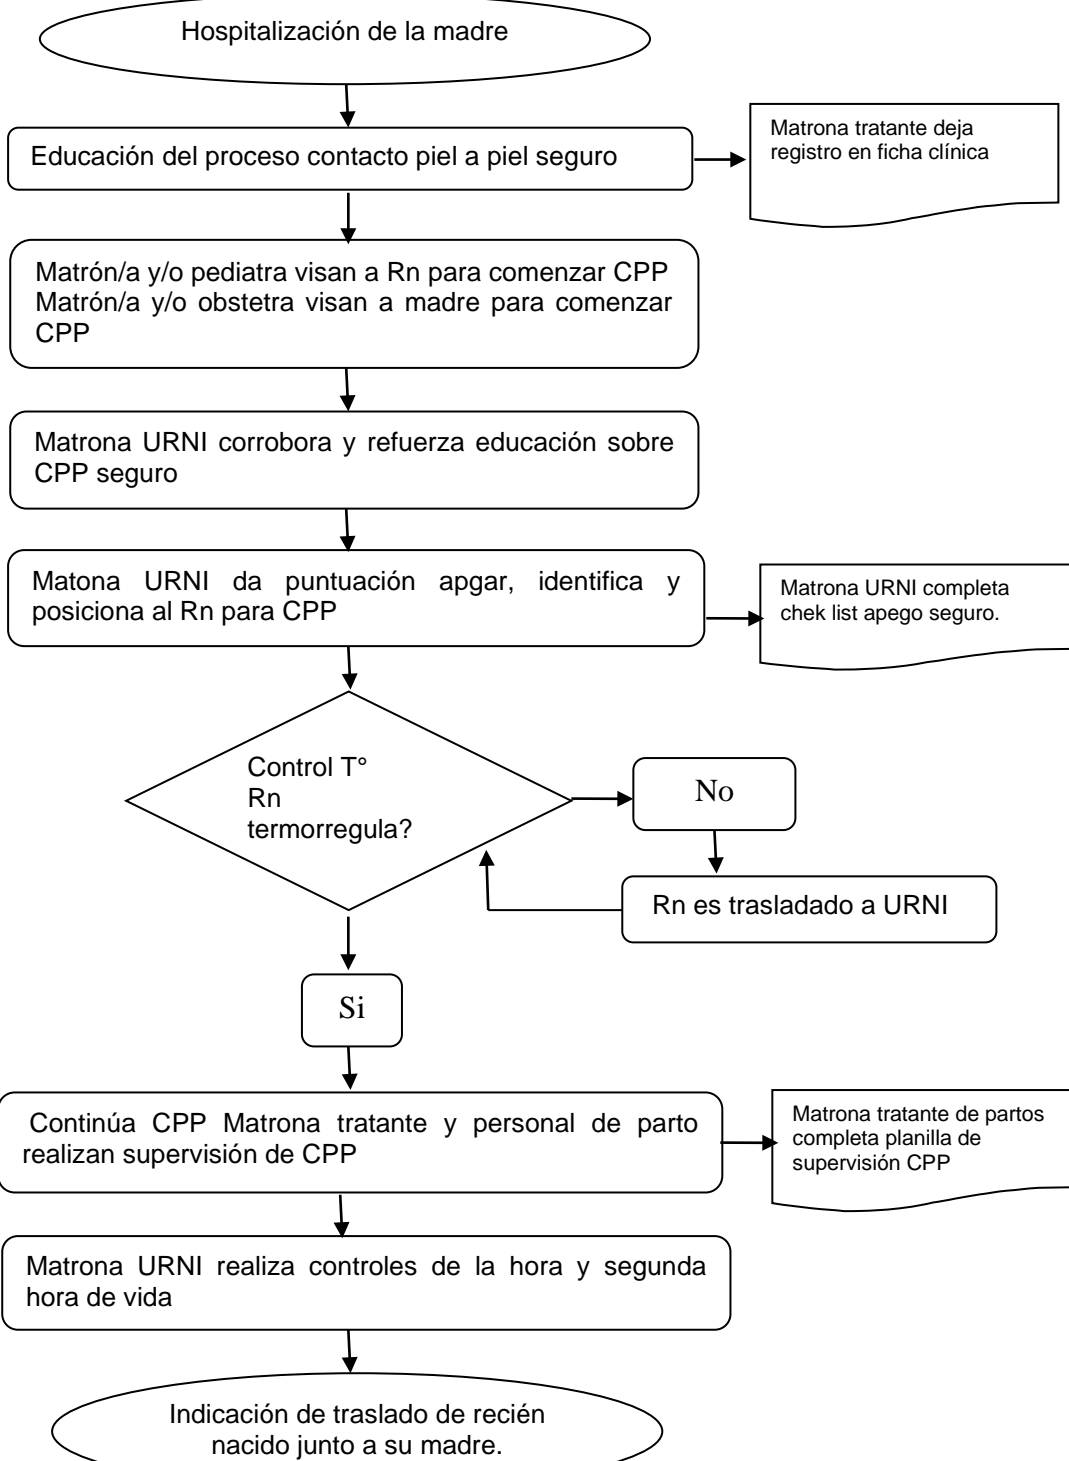 Hospitalización de la madre
Educación del proceso contacto piel a piel seguro
Matrona tratante deja
registro en ficha clínica
Matrón/a y/o pediatra visan a Rn para comenzar CPP
Matrón/a y/o obstetra visan a madre para comenzar
CPP
Matrona URNI corrobora y refuerza educación sobre
CPP seguro
Matona URNI da puntuación apgar, identifica y
posiciona al Rn para CPP
Matrona URNI completa
chek list apego seguro.
Control T°
Rn
termorregula?
No
Rn es trasladado a URNI
Si
Continúa CPP Matrona tratante y personal de parto
realizan supervisión de CPP
Matrona tratante de partos
completa planilla de
supervisión CPP
Matrona URNI realiza controles de la hora y segunda
hora de vida
Indicación de traslado de recién
nacido junto a su madre.